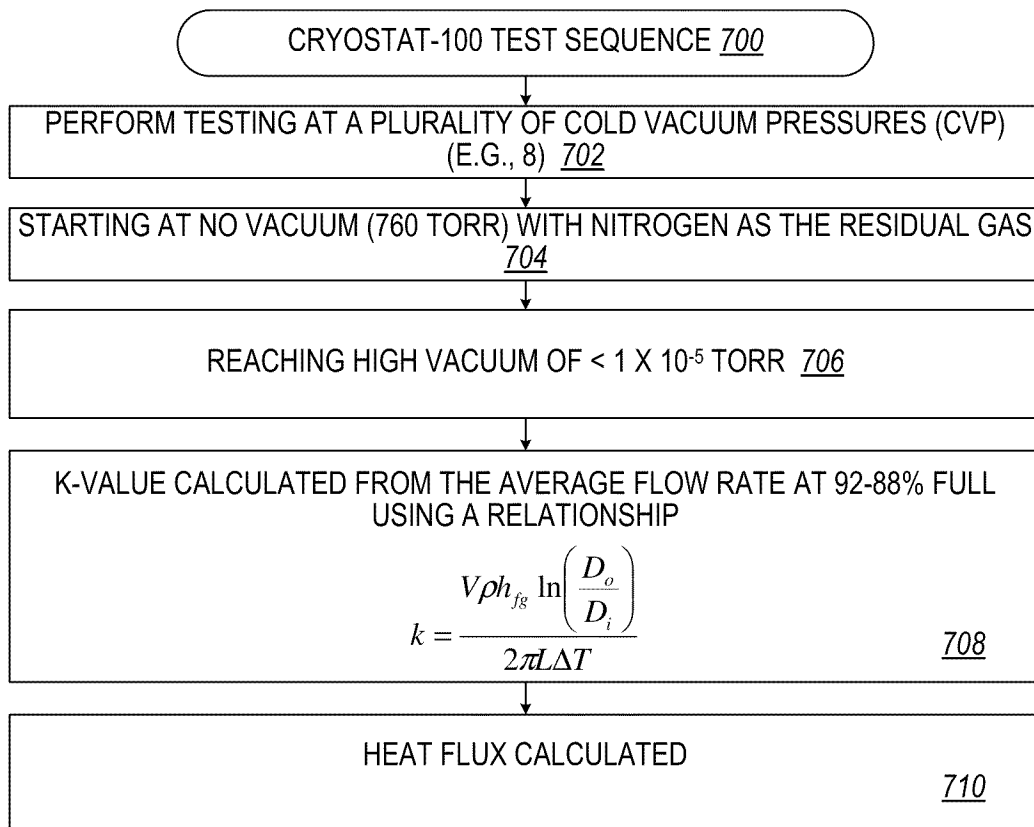 CRYOSTAT-100 TEST SEQUENCE 700
PERFORM TESTING AT A PLURALITY OF COLD VACUUM PRESSURES (CVP)
(E.G., 8) 702
STARTING AT NO VACUUM (760 TORR) WITH NITROGEN AS THE RESIDUAL GAS
704
REACHING HIGH VACUUM OF < 1 X 10⁻⁵ TORR 706
K-VALUE CALCULATED FROM THE AVERAGE FLOW RATE AT 92-88% FULL
USING A RELATIONSHIP
k = Vρh_fg ln(D_o/D_i) / 2πLΔT
708
HEAT FLUX CALCULATED
710